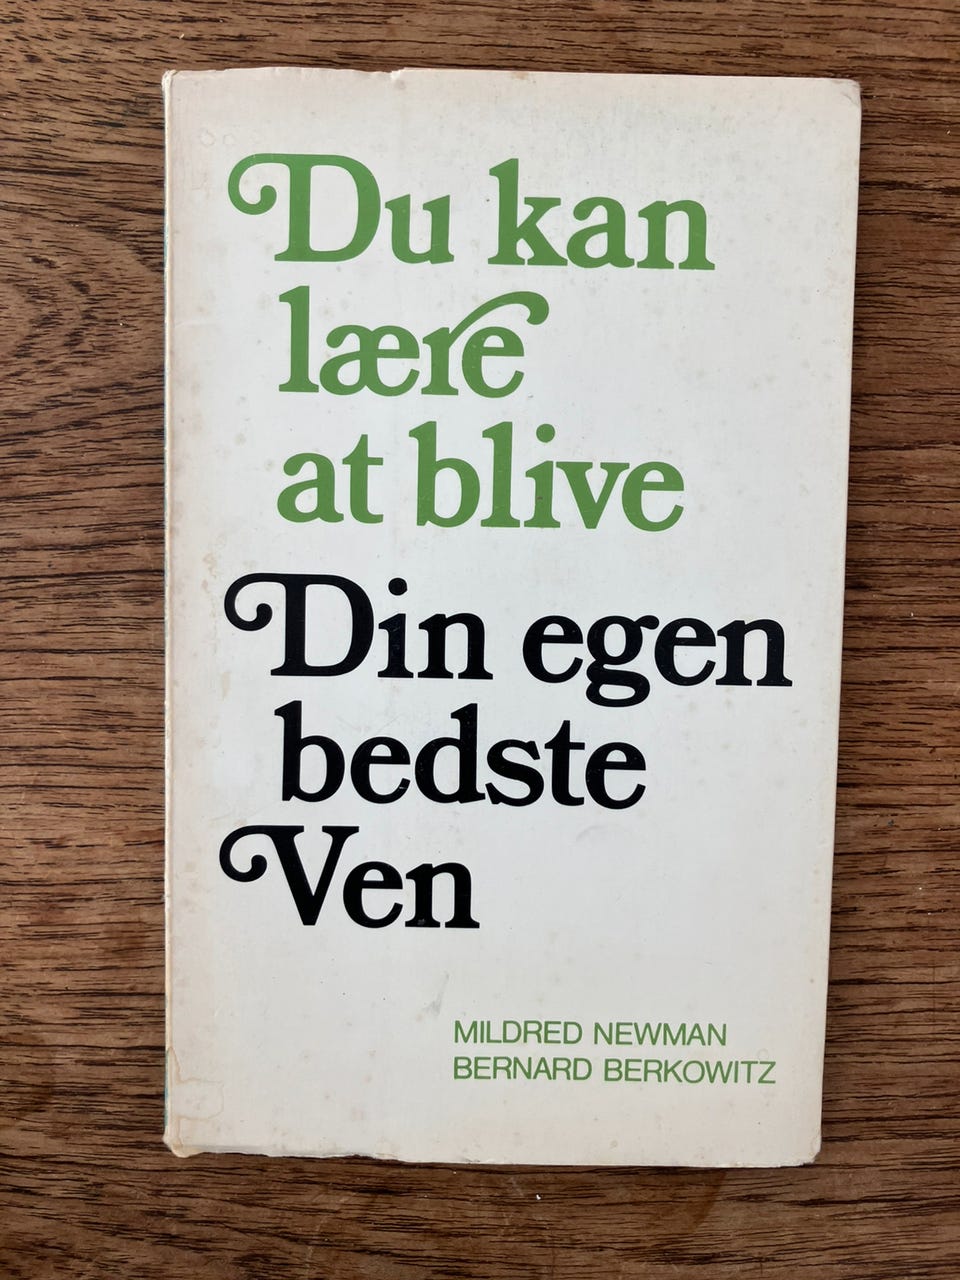 Du kan
lære
at blive
Din egen
bedste
Ven
MILDRED NEWMAN
BERNARD BERKOWITZ